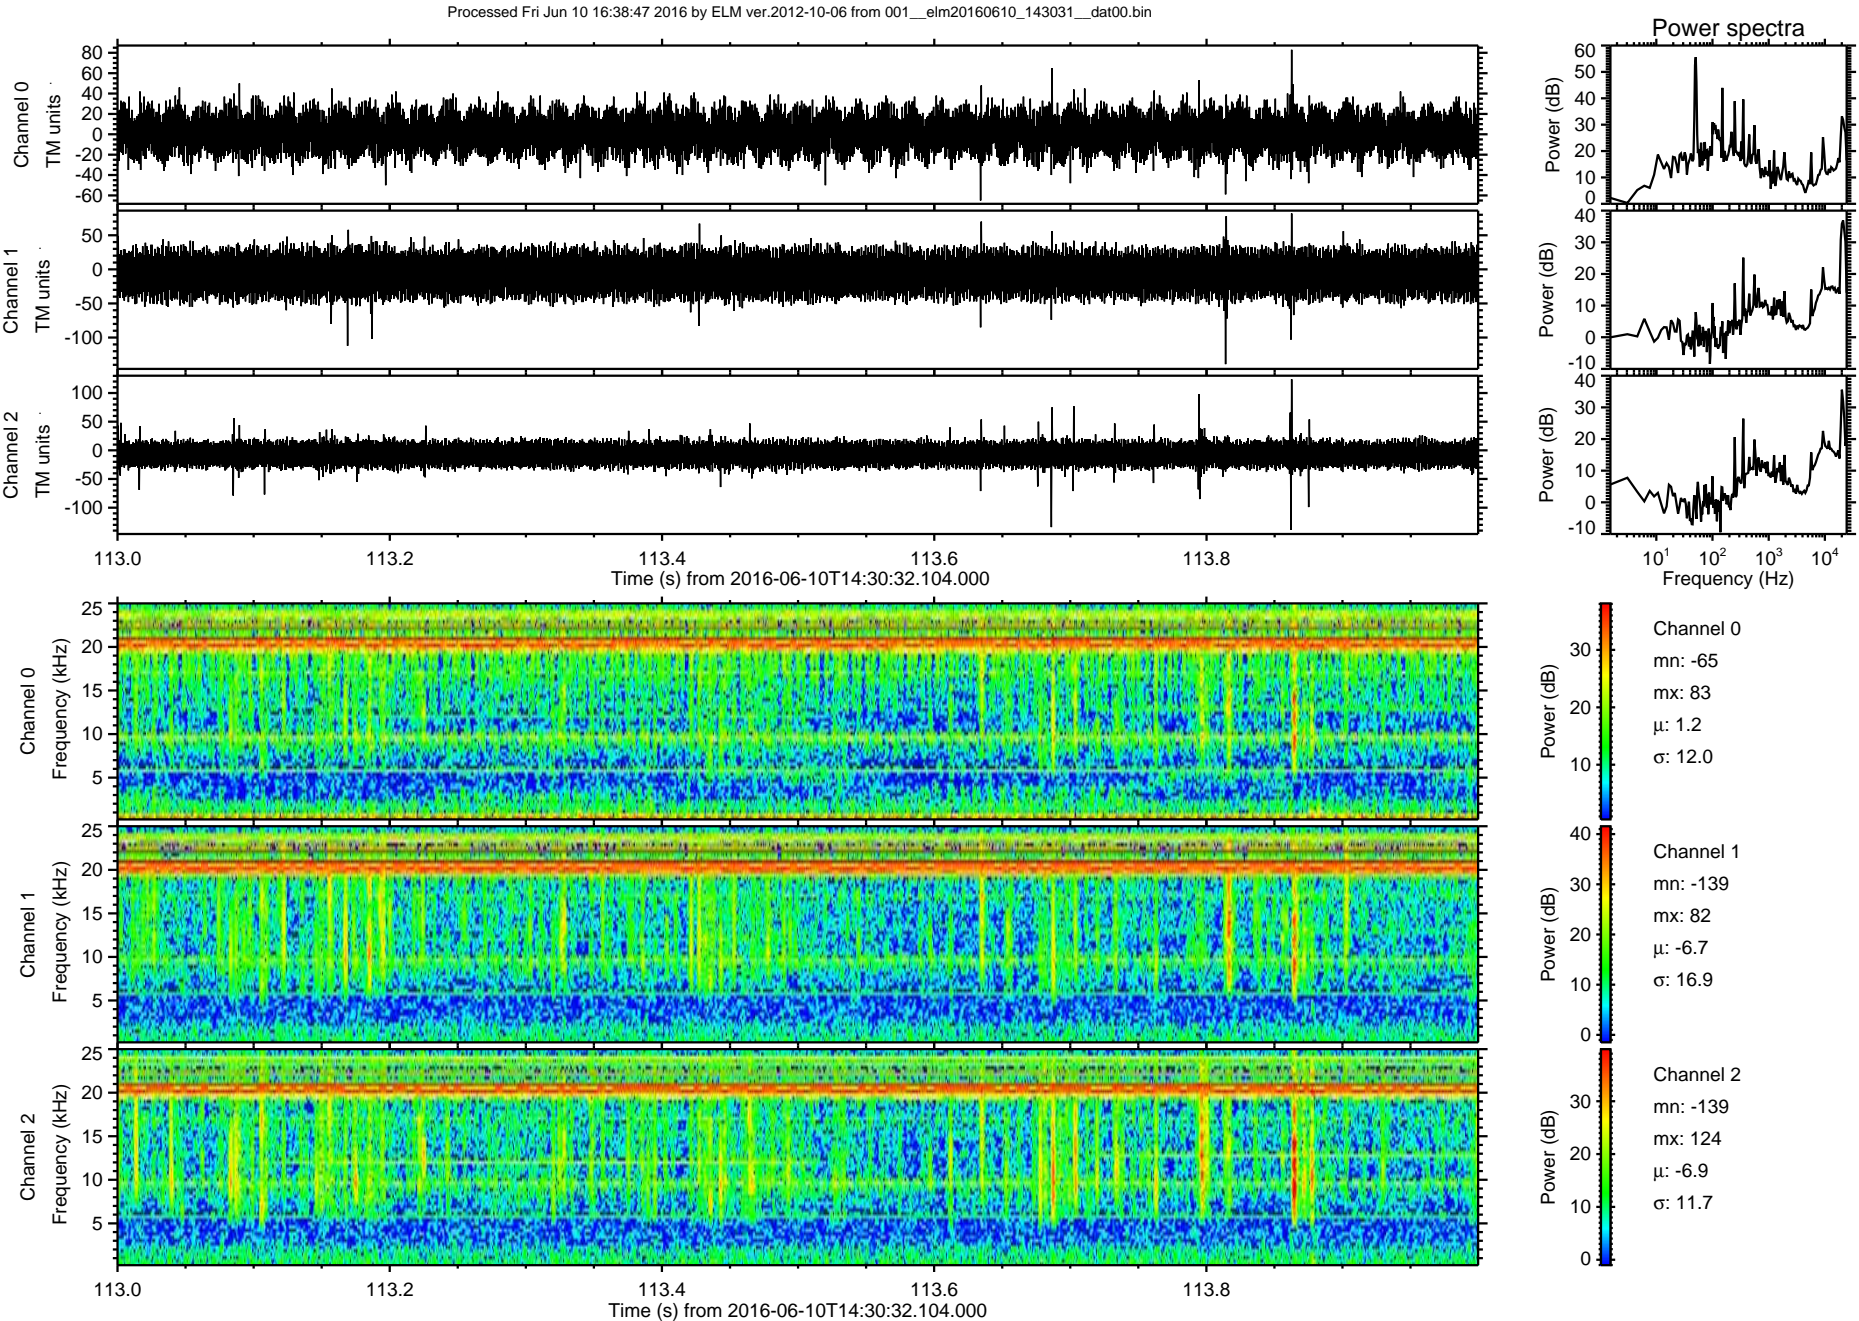 Processed Fri Jun 10 16:38:47 2016 by ELM ver.2012-10-06 from 001__elm20160610_143031__dat00.bin
Power spectra
Channel 0
TM units
80
60
40
20
0
-20
-40
-60
Power (dB)
60
50
40
30
20
10
0
Channel 1
TM units
50
0
-50
-100
Power (dB)
40
30
20
10
0
-10
Channel 2
TM units
100
50
0
-50
-100
Power (dB)
40
30
20
10
0
-10
113.0 113.2 113.4 113.6 113.8
Time (s) from 2016-06-10T14:30:32.104.000
10^1 10^2 10^3 10^4
Frequency (Hz)
Channel 0
Frequency (kHz)
25
20
15
10
5
Power (dB)
30
20
10
Channel 0
mn: -65
mx: 83
μ: 1.2
σ: 12.0
Channel 1
Frequency (kHz)
25
20
15
10
5
Power (dB)
40
30
20
10
0
Channel 1
mn: -139
mx: 82
μ: -6.7
σ: 16.9
Channel 2
Frequency (kHz)
25
20
15
10
5
Power (dB)
30
20
10
0
Channel 2
mn: -139
mx: 124
μ: -6.9
σ: 11.7
113.0 113.2 113.4 113.6 113.8
Time (s) from 2016-06-10T14:30:32.104.000